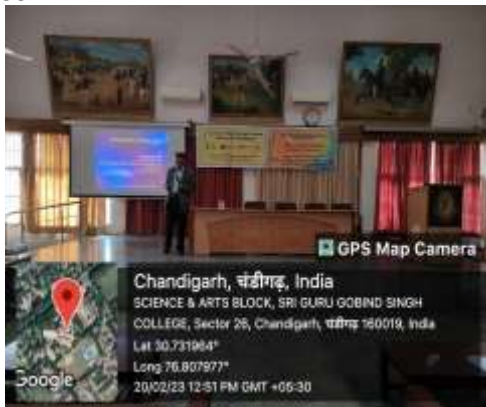 GPS Map Camera
Chandigarh, चंडीगढ़, India
SCIENCE & ARTS BLOCK, SRI GURU GOBIND SINGH
COLLEGE, Sector 26, Chandigarh, चंडीगढ़ 160019, India
Lat 30.731964°
Long 76.807977°
20/02/23 12:51 PM GMT +05:30
Google